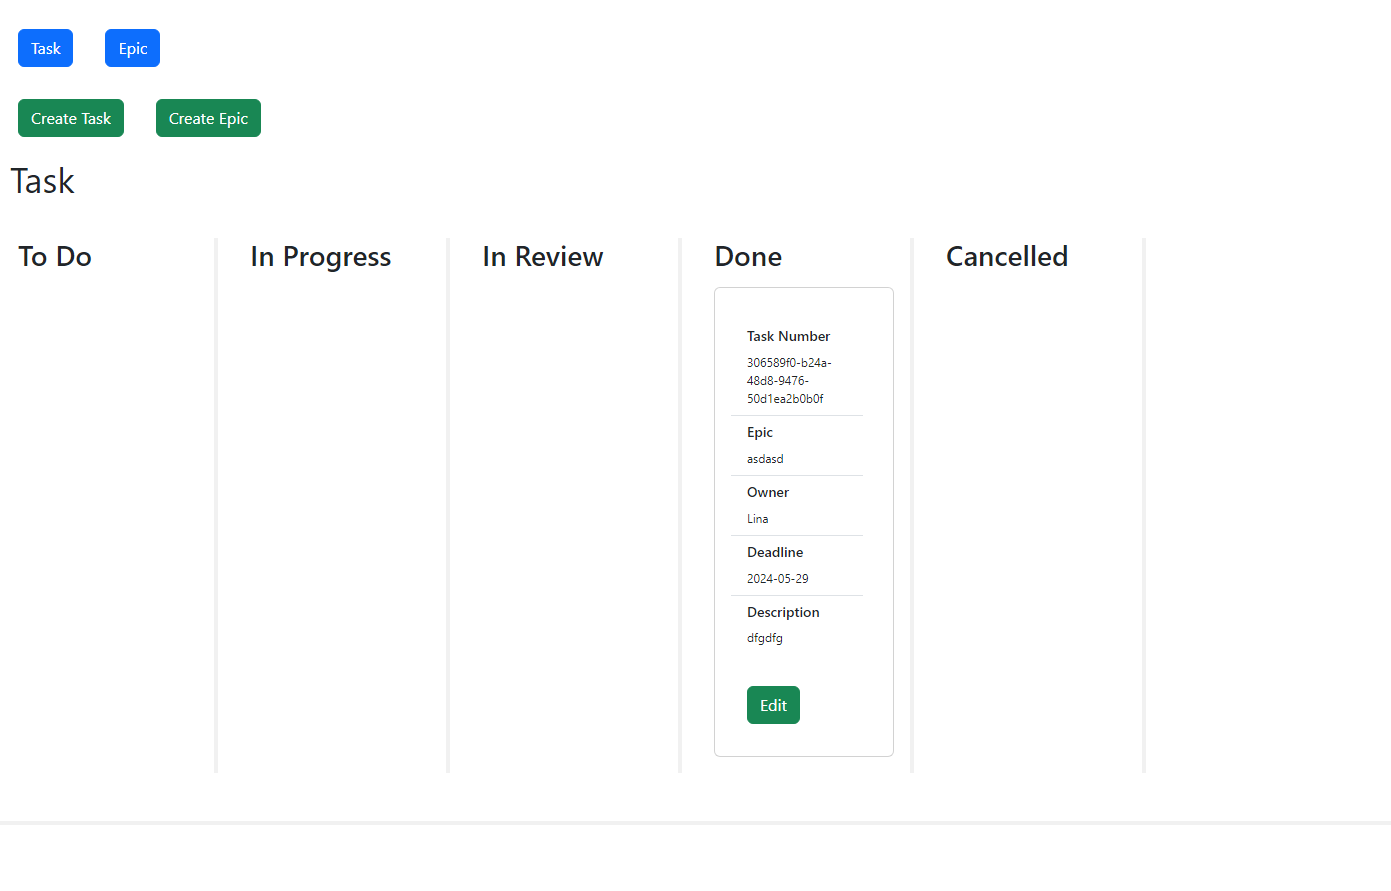 Task
Epic
Create Task
Create Epic
Task
To Do
In Progress
In Review
Done
Cancelled
Task Number
306589f0-b24a-
48d8-9476-
50d1ea2b0b0f
Epic
asdasd
Owner
Lina
Deadline
2024-05-29
Description
dfgdfg
Edit